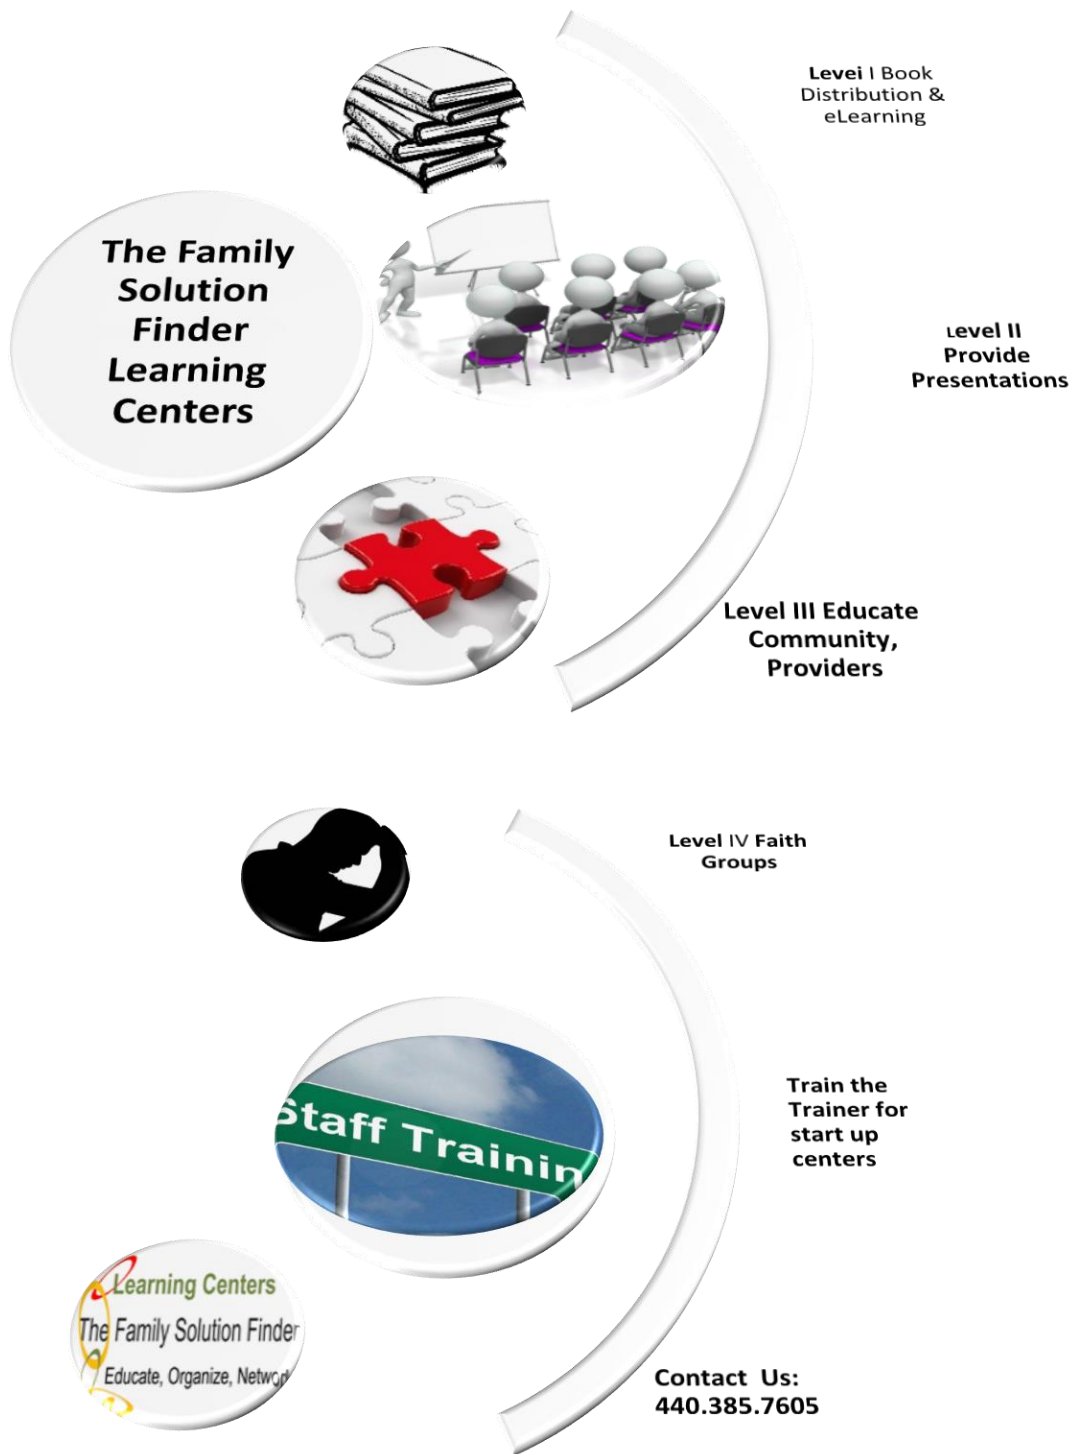 Levei I Book
Distribution &
eLearning
The Family
Solution
Finder
Learning
Centers
Level II
Provide
Presentations
Level III Educate
Community,
Providers
Level IV Faith
Groups
Staff Trainin
Train the
Trainer for
start up
centers
Learning Centers
The Family Solution Finder
Educate, Organize, Networ
Contact Us:
440.385.7605